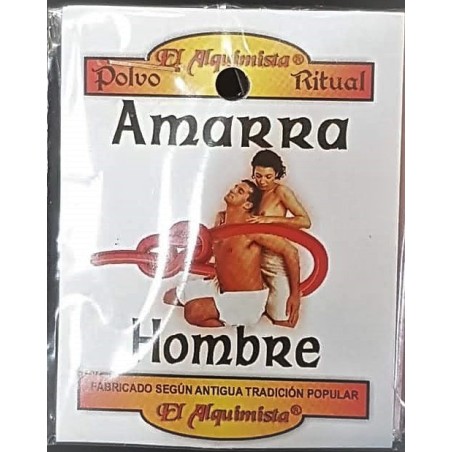 El Alquimista®
Polvo Ritual
Amarra
Hombre
FABRICADO SEGÚN ANTIGUA TRADICIÓN POPULAR
El Alquimista®